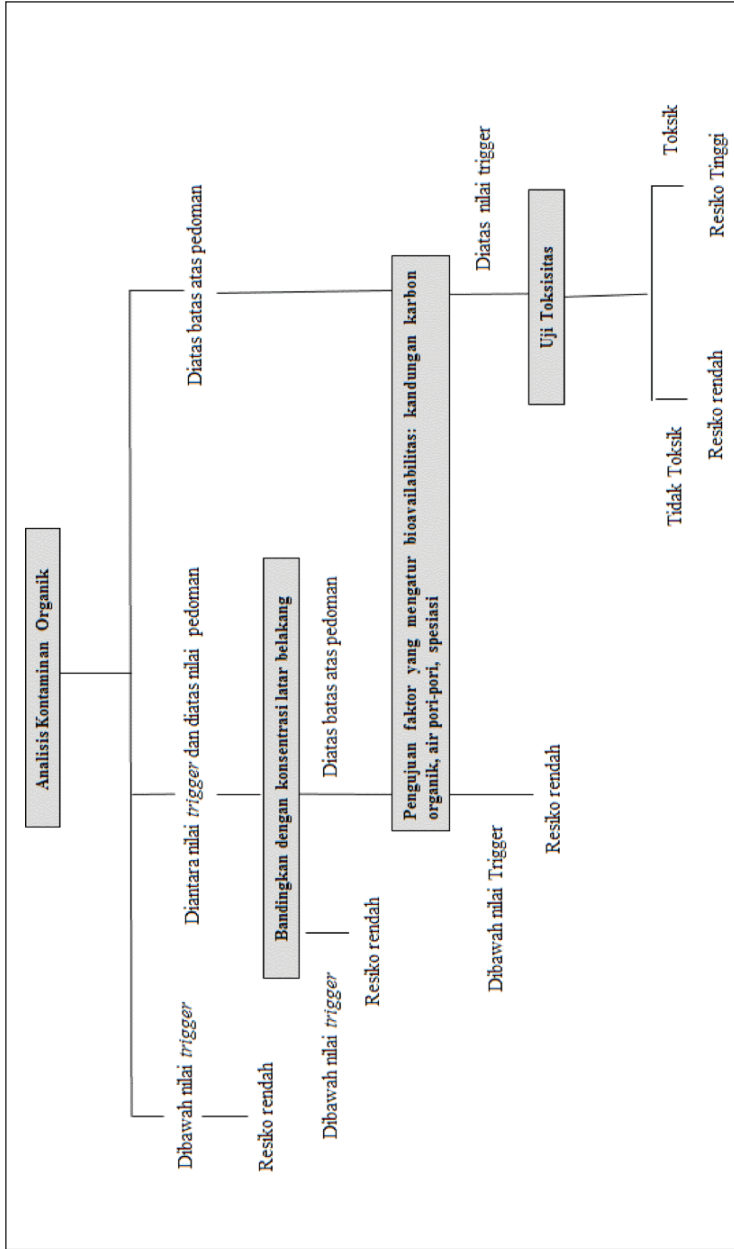 Analisis Kontaminan Organik
Dibawah nilai trigger
Diantara nilai trigger dan diatas nilai pedoman
Diatas batas atas pedoman
Resiko rendah
Bandingkan dengan konsentrasi latar belakang
Dibawah nilai trigger
Diatas batas atas pedoman
Resiko rendah
Pengujuan faktor yang mengatur bioavailabilitas: kandungan karbon
organik, air pori-pori, spesiasi
Dibawah nilai Trigger
Diatas nilai trigger
Resiko rendah
Uji Toksisitas
Tidak Toksik
Toksik
Resiko rendah
Resiko Tinggi